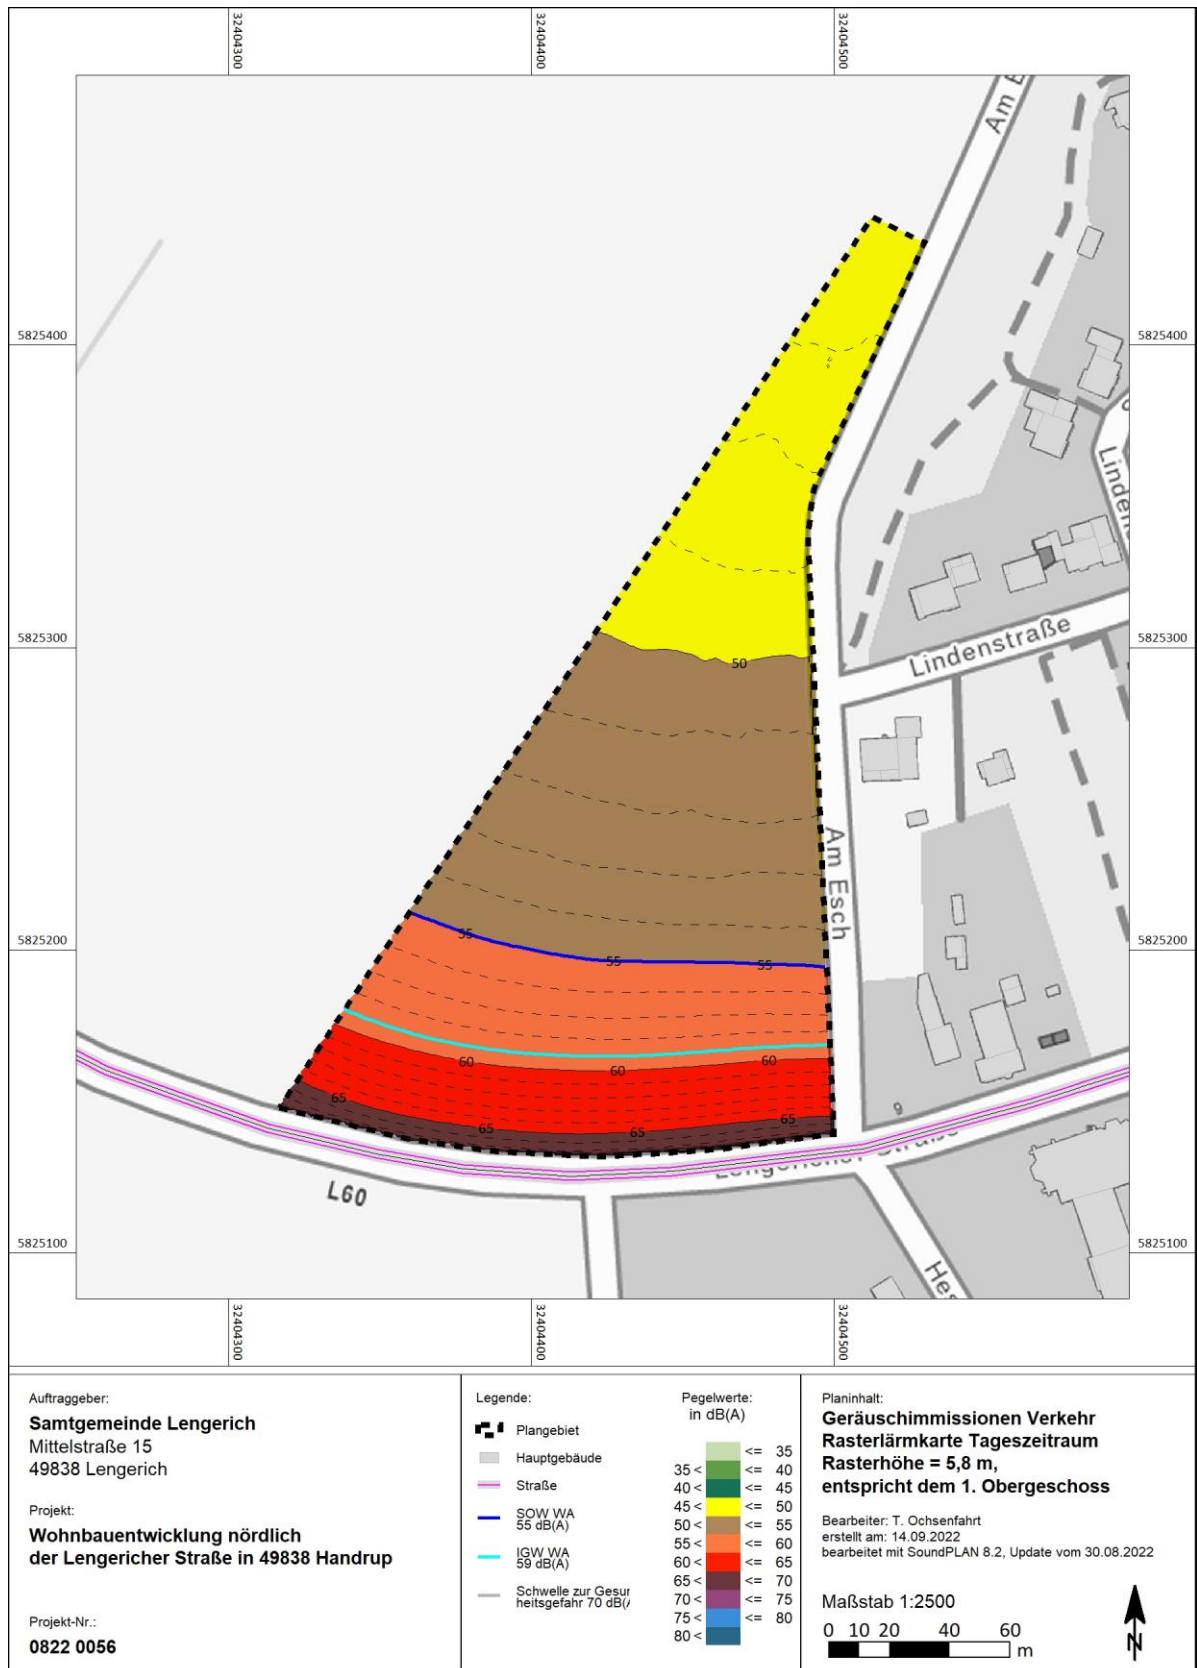 32404300
32404400
32404500
Am E
5825400
5825400
Linden
5825300
50
5825300
Lindenstraße
Am Esch
5825200
55
55
55
5825200
60
60
60
65
65
65
65
9
Lengericher Straße
L60
5825100
5825100
Hes
32404300
32404400
32404500
Auftraggeber:
Samtgemeinde Lengerich
Mittelstraße 15
49838 Lengerich
Projekt:
Wohnbauentwicklung nördlich
der Lengericher Straße in 49838 Handrup
Projekt-Nr.:
0822 0056
Legende:
Plangebiet
Hauptgebäude
Straße
SOW WA
55 dB(A)
IGW WA
59 dB(A)
Schwelle zur Gesun
heitsgefahr 70 dB(A
Pegelwerte:
in dB(A)
<= 35
35 < <= 40
40 < <= 45
45 < <= 50
50 < <= 55
55 < <= 60
60 < <= 65
65 < <= 70
70 < <= 75
75 < <= 80
80 <
Planinhalt:
Geräuschimmissionen Verkehr
Rasterlärmkarte Tageszeitraum
Rasterhöhe = 5,8 m,
entspricht dem 1. Obergeschoss
Bearbeiter: T. Ochsenfahrt
erstellt am: 14.09.2022
bearbeitet mit SoundPLAN 8.2, Update vom 30.08.2022
Maßstab 1:2500
0 10 20 40 60
m
N